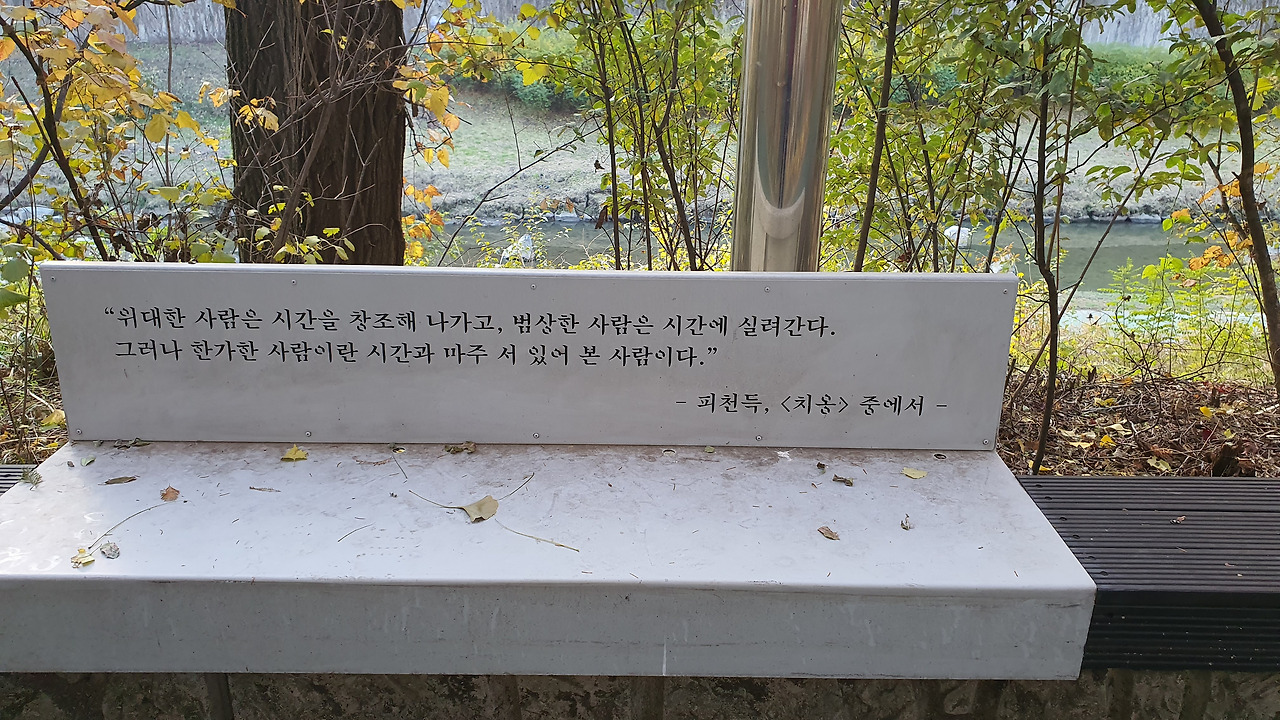 “위대한 사람은 시간을 창조해 나가고, 범상한 사람은 시간에 실려간다.
그러나 한가한 사람이란 시간과 마주 서 있어 본 사람이다.”
- 피천득, <치옹> 중에서 -